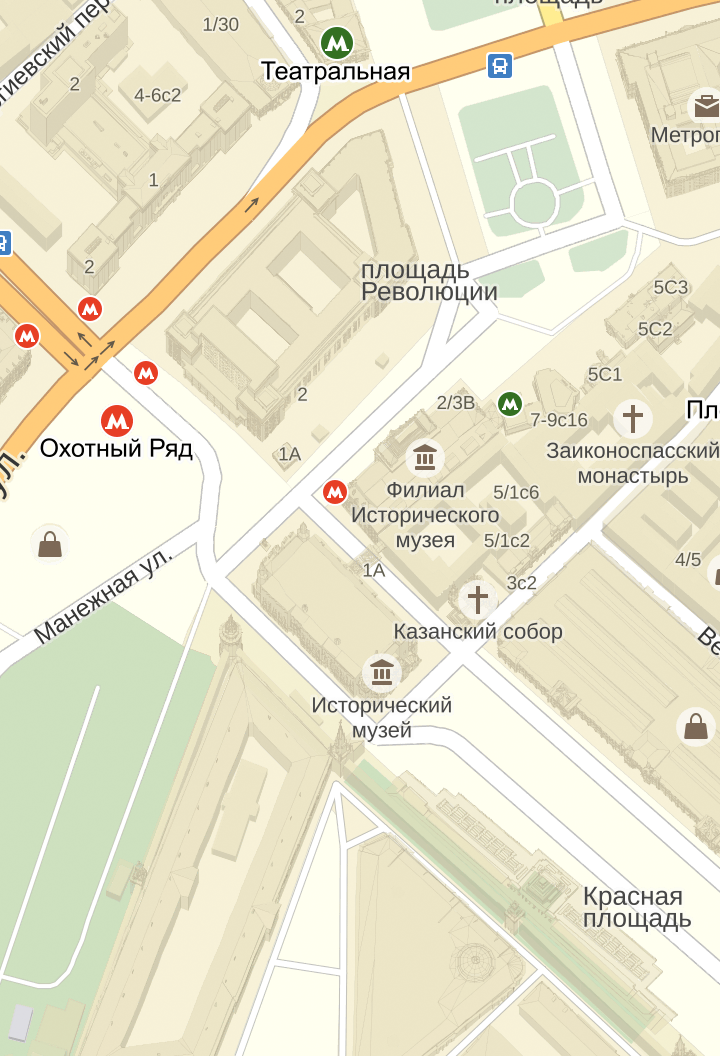 площадь
1/30
2
Театральная
2
4-6с2
Метроп
1
2
площадь
Революции
5С3
5С2
5С1
2
2/3В
7-9с16
Охотный Ряд
1А
Заиконоспасский
монастырь
Филиал
Исторического
музея
5/1с6
5/1с2
4/5
Манежная ул.
1А
3с2
Казанский собор
Исторический
музей
Красная
площадь